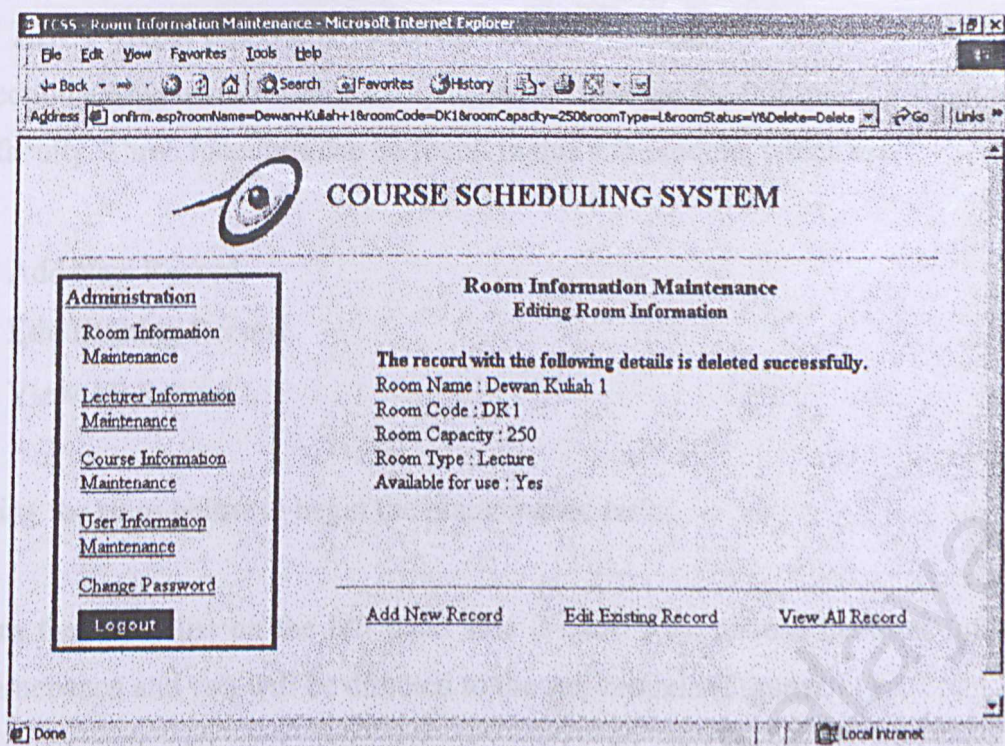 FCSS - Room Information Maintenance - Microsoft Internet Explorer
File Edit View Favorites Tools Help
Back Search Favorites History
Address onfirm.asp?roomName=Dewan+Kuliah+1&roomCode=DK1&roomCapacity=250&roomType=L&roomStatus=Y&Delete=Delete Go Links »
COURSE SCHEDULING SYSTEM
Administration
Room Information
Maintenance
Lecturer Information
Maintenance
Course Information
Maintenance
User Information
Maintenance
Change Password
Logout
Room Information Maintenance
Editing Room Information
The record with the following details is deleted successfully.
Room Name : Dewan Kuliah 1
Room Code : DK1
Room Capacity : 250
Room Type : Lecture
Available for use : Yes
Add New Record Edit Existing Record View All Record
Done Local intranet